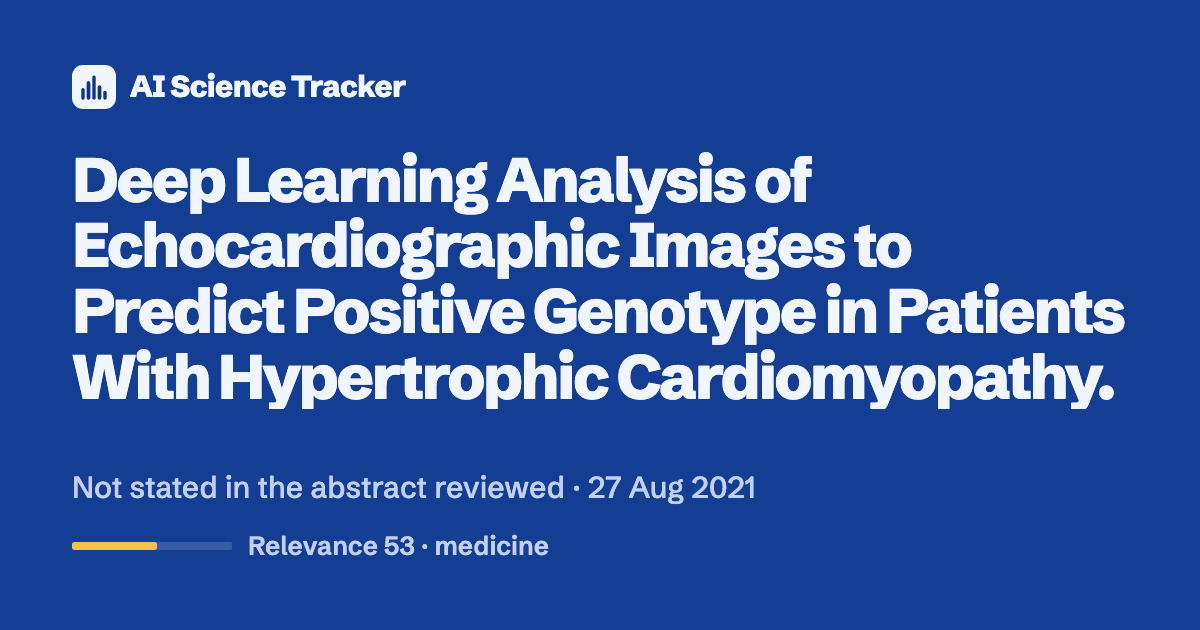 AI Science Tracker
Deep Learning Analysis of
Echocardiographic Images to
Predict Positive Genotype in Patients
With Hypertrophic Cardiomyopathy.
Not stated in the abstract reviewed · 27 Aug 2021
Relevance 53 · medicine